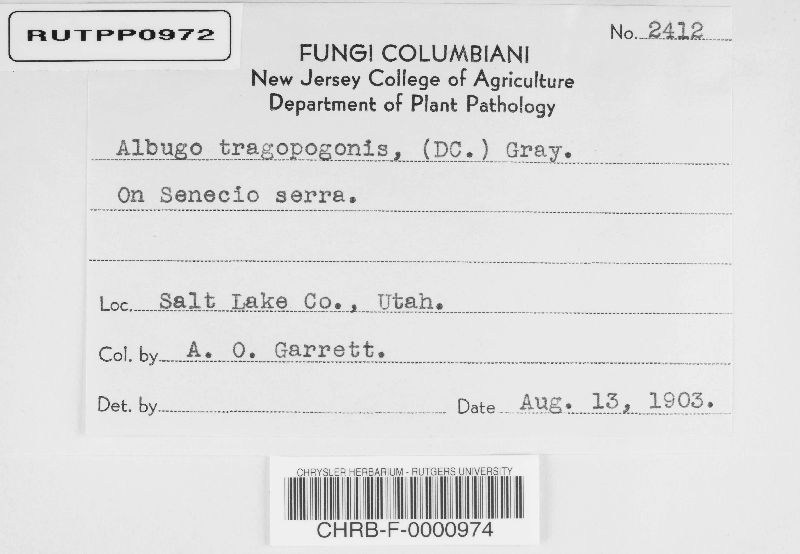 RUTPP0972
No. 2412
FUNGI COLUMBIANI
New Jersey College of Agriculture
Department of Plant Pathology
Albugo tragopogonis, (DC.) Gray.
On Senecio serra.
Loc. Salt Lake Co., Utah.
Col. by A. O. Garrett.
Det. by Date Aug. 13, 1903.
CHRYSLER HERBARIUM - RUTGERS UNIVERSITY
CHRB-F-0000974